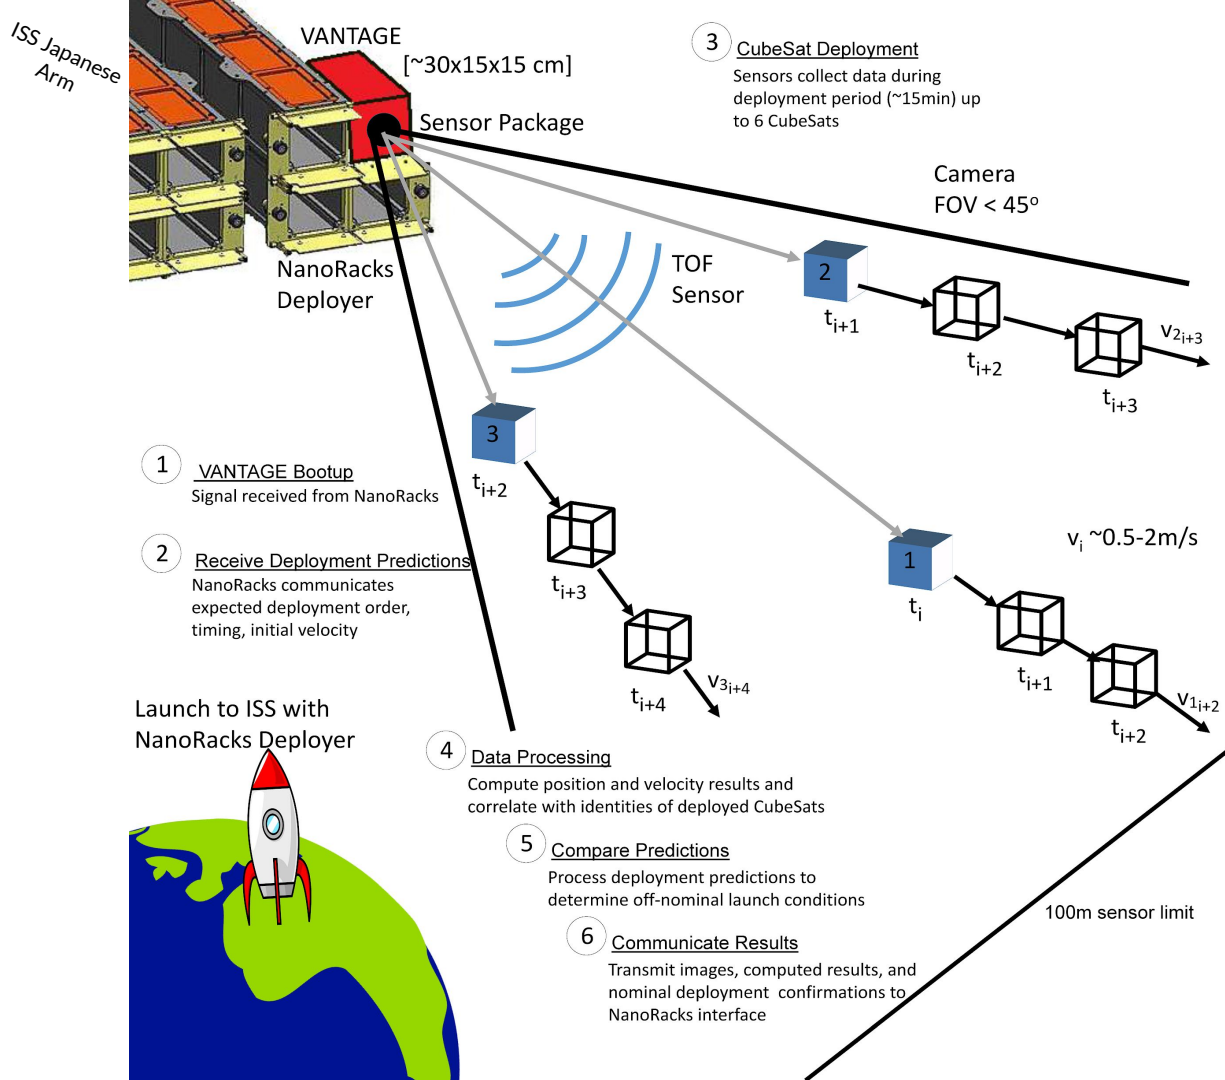 ISS Japanese
Arm
VANTAGE
[~30x15x15 cm]
Sensor Package
NanoRacks
Deployer
3
CubeSat Deployment
Sensors collect data during
deployment period (~15min) up
to 6 CubeSats
Camera
FOV < 45º
TOF
Sensor
2
t_{i+1}
t_{i+2}
t_{i+3}
v_{2_{i+3}}
3
t_{i+2}
t_{i+3}
t_{i+4}
v_{3_{i+4}}
1
t_i
t_{i+1}
t_{i+2}
v_{1_{i+2}}
v_i ~0.5-2m/s
1
VANTAGE Bootup
Signal received from NanoRacks
2
Receive Deployment Predictions
NanoRacks communicates
expected deployment order,
timing, initial velocity
Launch to ISS with
NanoRacks Deployer
4
Data Processing
Compute position and velocity results and
correlate with identities of deployed CubeSats
5
Compare Predictions
Process deployment predictions to
determine off-nominal launch conditions
6
Communicate Results
Transmit images, computed results, and
nominal deployment  confirmations to
NanoRacks interface
100m sensor limit